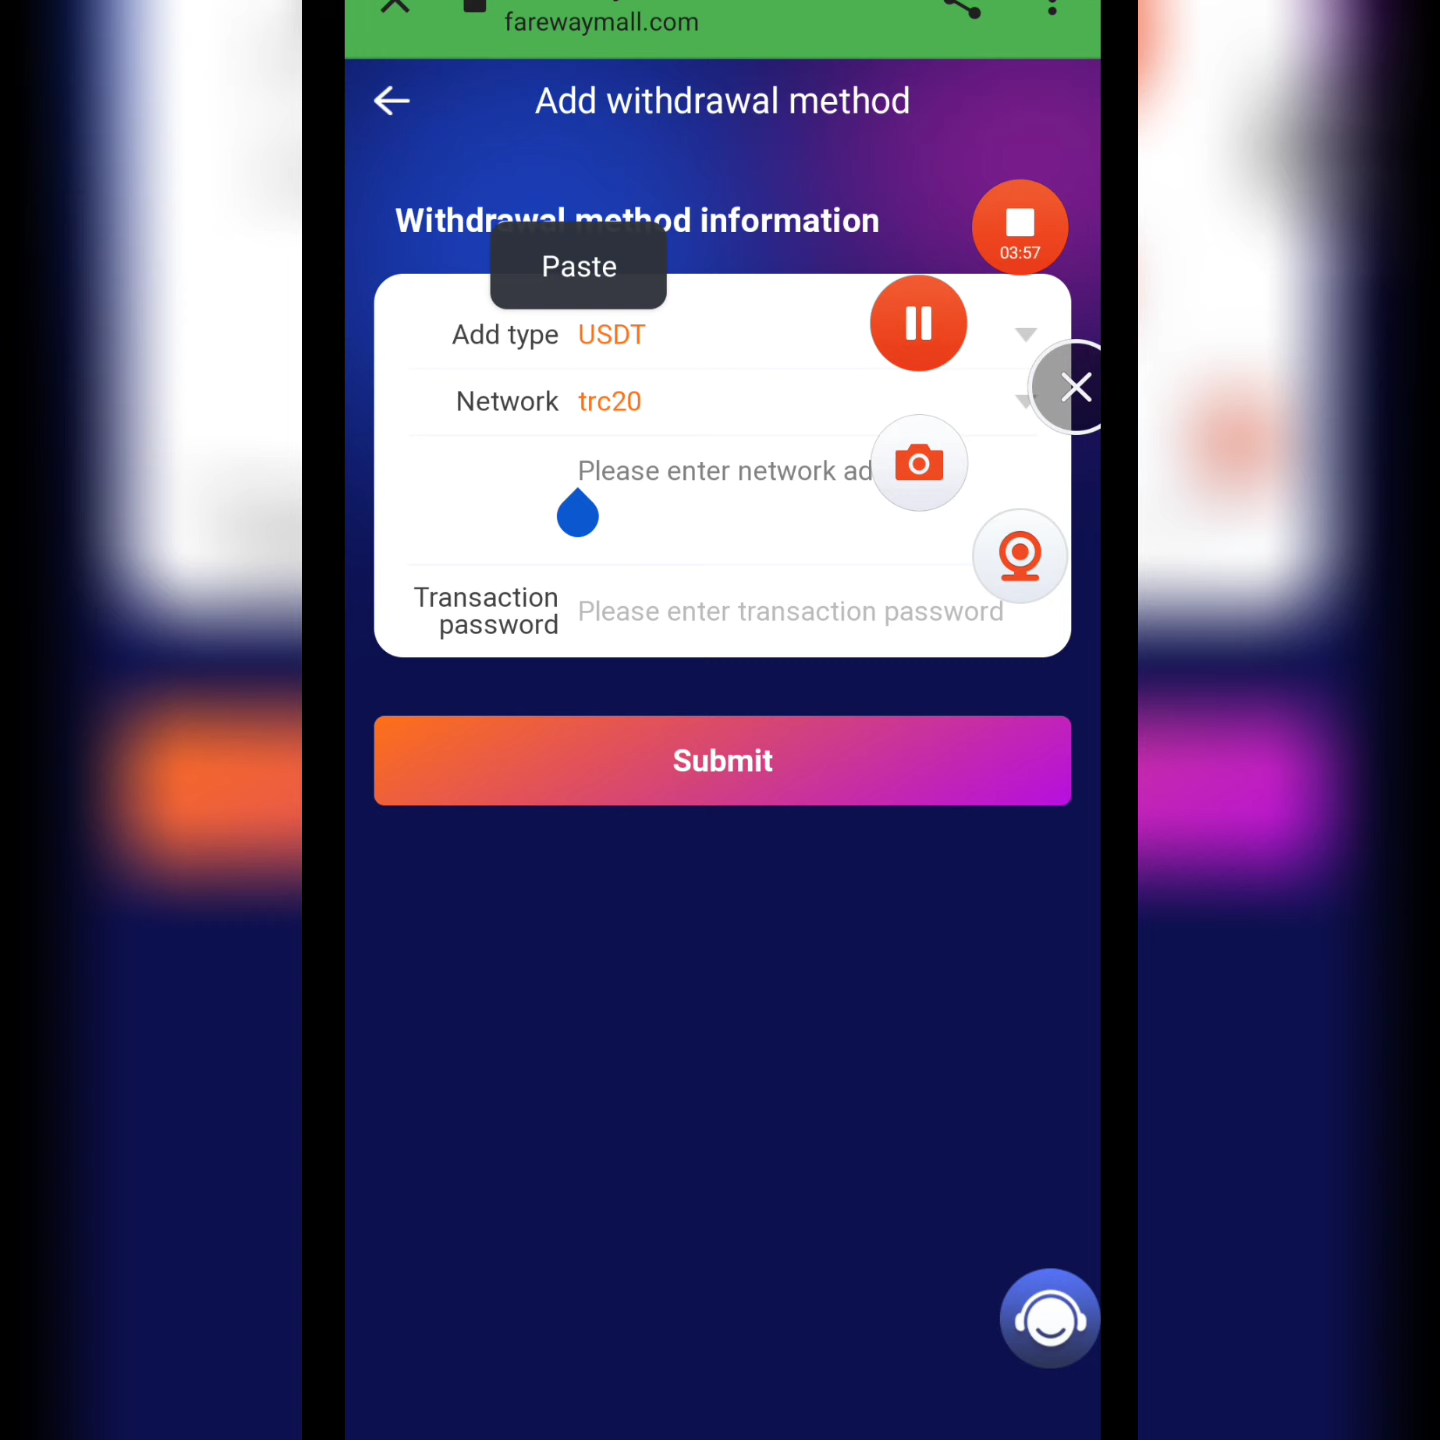 farewaymall.com
Add withdrawal method
Withdrawal method information
03:57
Paste
Add type USDT
Network trc20
Please enter network ad
Transaction password Please enter transaction password
Submit